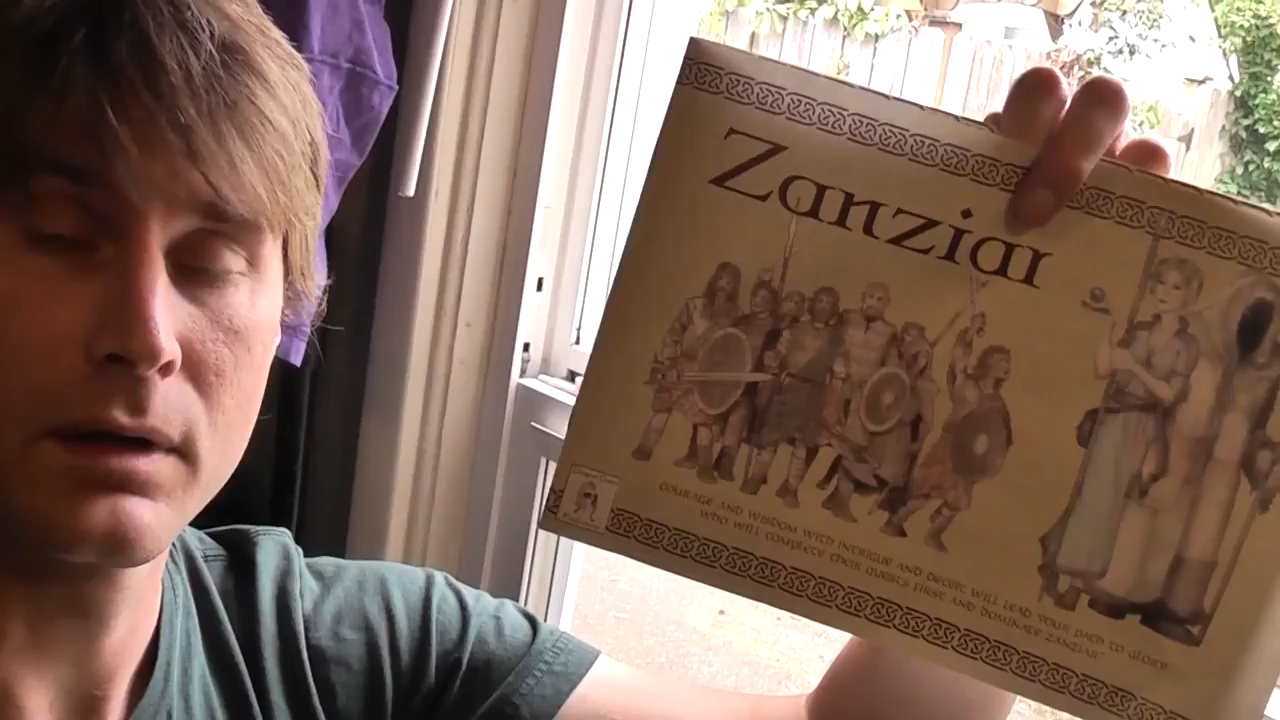 Zanziar
COURAGE AND WISDOM WITH INTRIGUE AND DECEIT WILL LEAD YOUR PATH TO GLORY
WHO WILL COMPLETE THEIR QUESTS FIRST AND DOMINATE ZANZIAR?